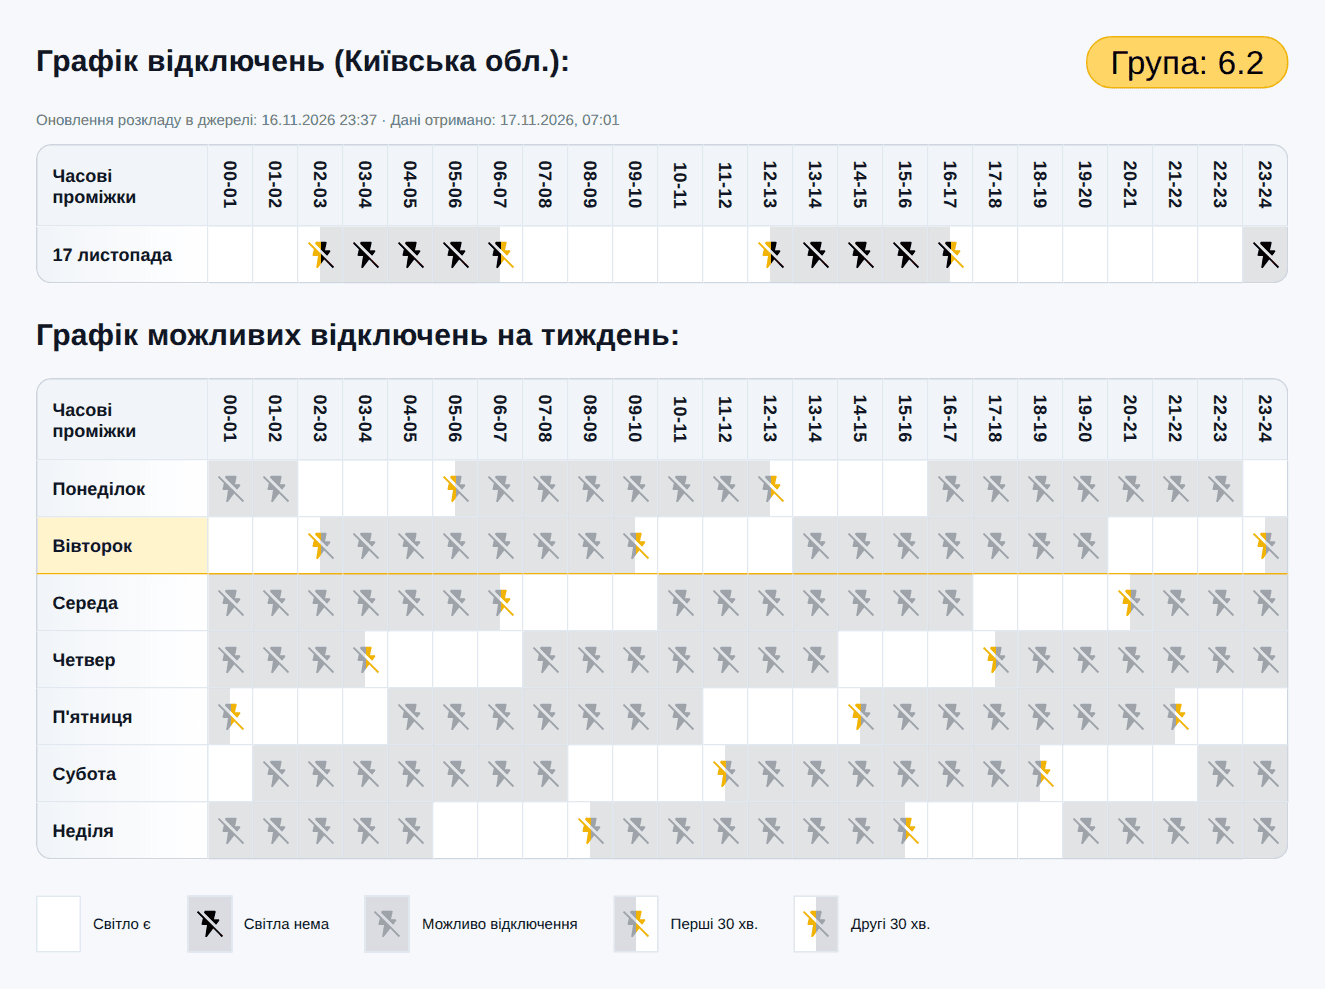 Графік відключень (Київська обл.):
Група: 6.2
Оновлення розкладу в джерелі: 16.11.2026 23:37 · Дані отримано: 17.11.2026, 07:01
Часові
проміжки
00-01 01-02 02-03 03-04 04-05 05-06 06-07 07-08 08-09 09-10 10-11 11-12 12-13 13-14 14-15 15-16 16-17 17-18 18-19 19-20 20-21 21-22 22-23 23-24
17 листопада
Графік можливих відключень на тиждень:
Часові
проміжки
00-01 01-02 02-03 03-04 04-05 05-06 06-07 07-08 08-09 09-10 10-11 11-12 12-13 13-14 14-15 15-16 16-17 17-18 18-19 19-20 20-21 21-22 22-23 23-24
Понеділок
Вівторок
Середа
Четвер
П'ятниця
Субота
Неділя
Світло є
Світла нема
Можливо відключення
Перші 30 хв.
Другі 30 хв.